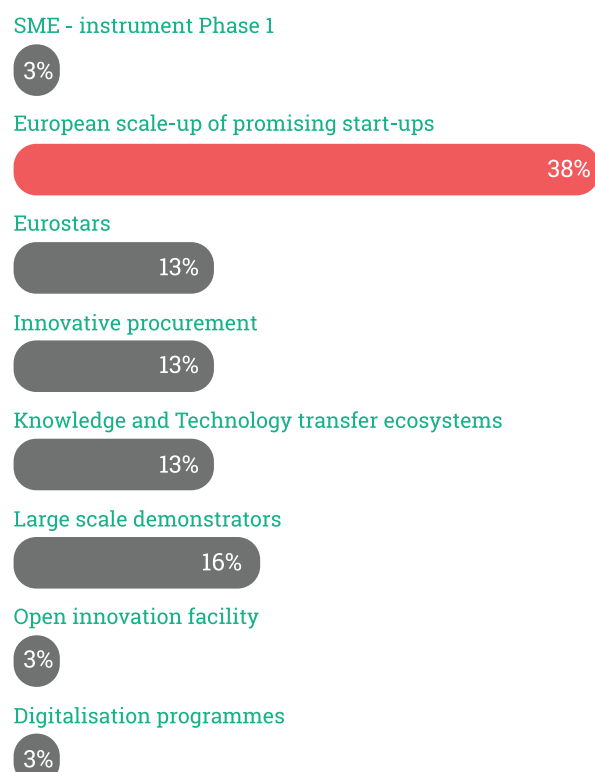 SME - instrument Phase 1
3%
European scale-up of promising start-ups
38%
Eurostars
13%
Innovative procurement
13%
Knowledge and Technology transfer ecosystems
13%
Large scale demonstrators
16%
Open innovation facility
3%
Digitalisation programmes
3%